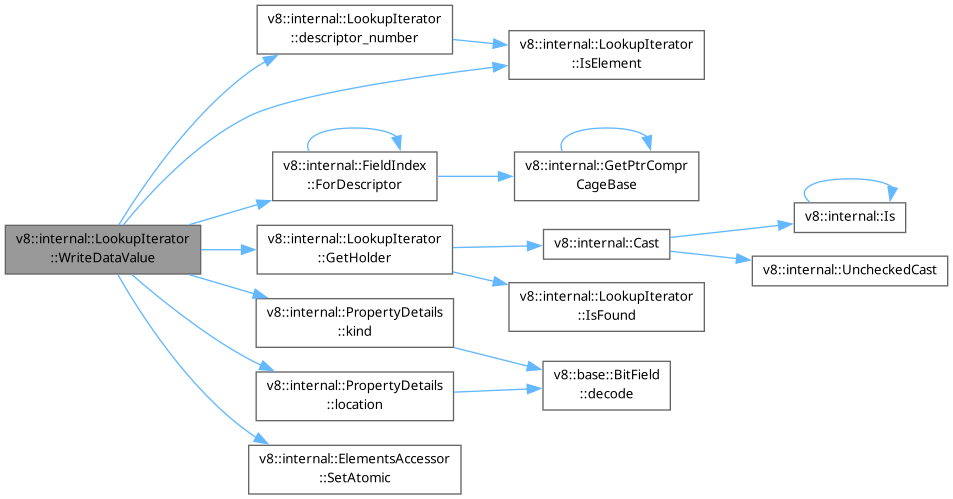 v8::internal::LookupIterator
::WriteDataValue
v8::internal::LookupIterator
::descriptor_number
v8::internal::LookupIterator
::IsElement
v8::internal::FieldIndex
::ForDescriptor
v8::internal::GetPtrCompr
CageBase
v8::internal::LookupIterator
::GetHolder
v8::internal::Cast
v8::internal::Is
v8::internal::UncheckedCast
v8::internal::LookupIterator
::IsFound
v8::internal::PropertyDetails
::kind
v8::base::BitField
::decode
v8::internal::PropertyDetails
::location
v8::internal::ElementsAccessor
::SetAtomic